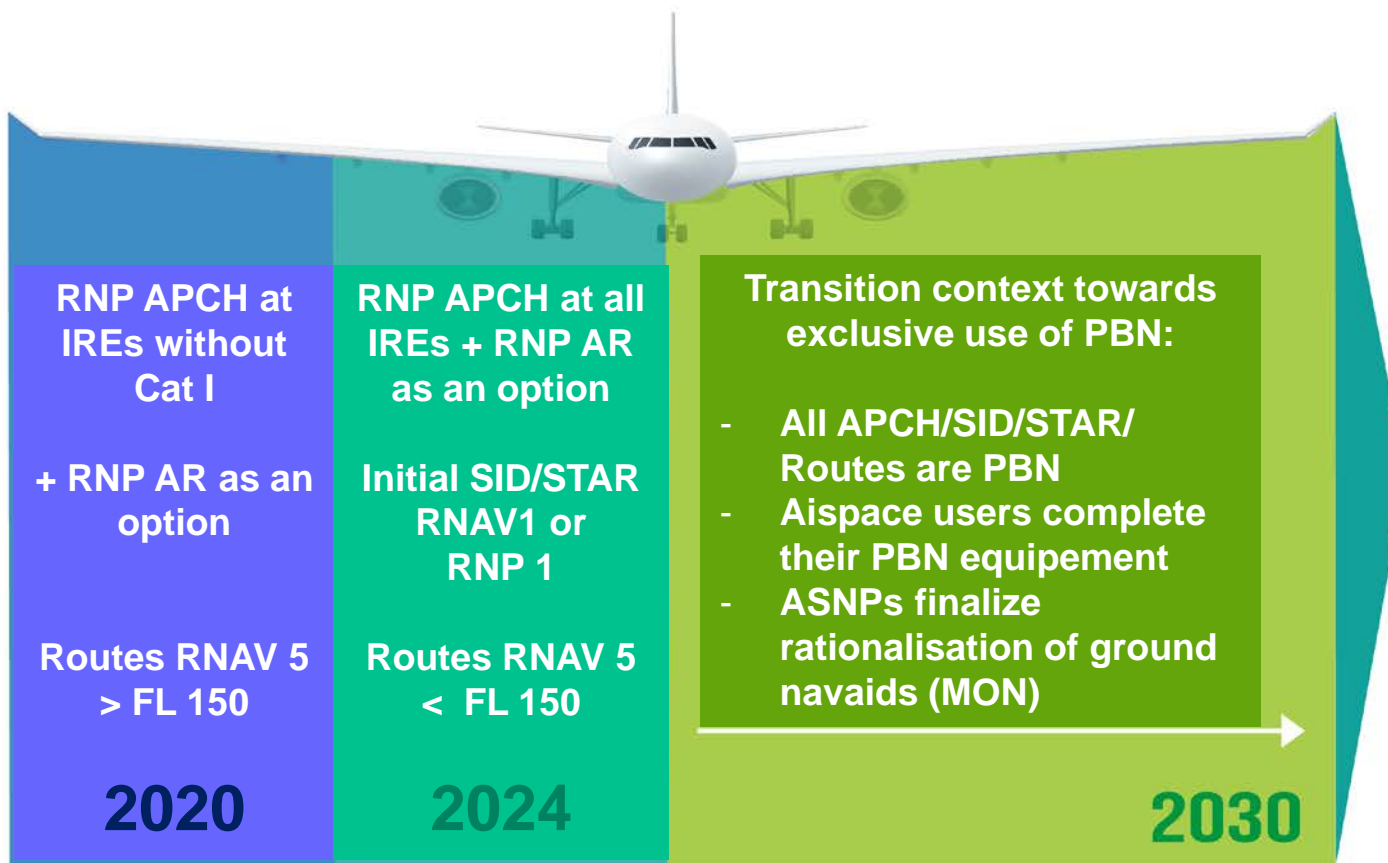 RNP APCH at
IREs without
Cat I
+ RNP AR as an
option
Routes RNAV 5
> FL 150
2020
RNP APCH at all
IREs + RNP AR
as an option
Initial SID/STAR
RNAV1 or
RNP 1
Routes RNAV 5
< FL 150
2024
Transition context towards
exclusive use of PBN:
- All APCH/SID/STAR/
Routes are PBN
- Aispace users complete
their PBN equipement
- ASNPs finalize
rationalisation of ground
navaids (MON)
2030